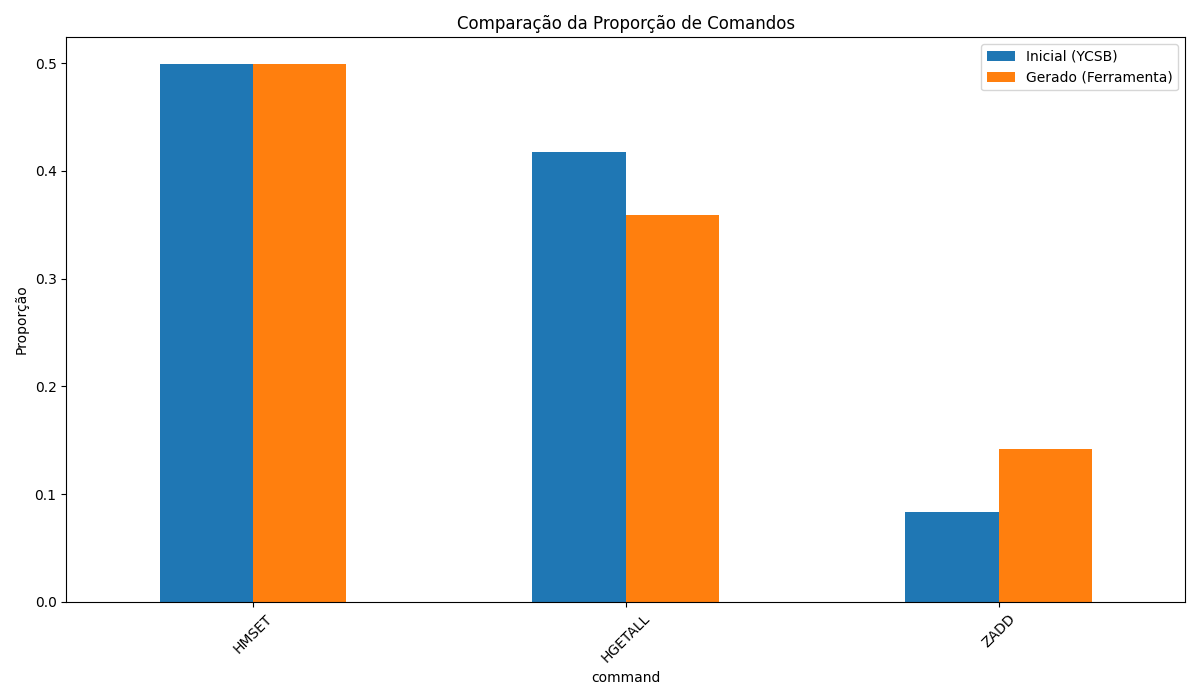 Comparação da Proporção de Comandos
Inicial (YCSB)
Gerado (Ferramenta)
Proporção
0.5
0.4
0.3
0.2
0.1
0.0
HMSET
HGETALL
ZADD
command